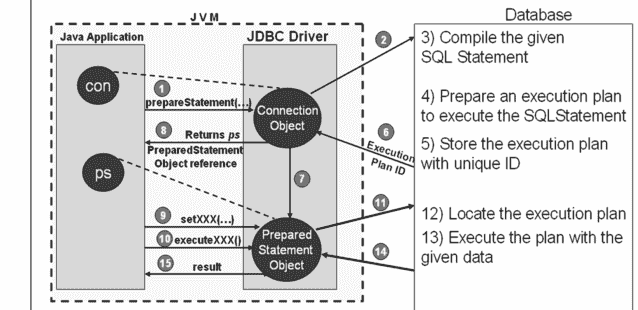 JVM
Database
Java Application
JDBC Driver
con
1
prepareStatement(...)
Connection
Object
2
3) Compile the given
SQL Statement
4) Prepare an execution plan
to execute the SQLStatement
5) Store the execution plan
with unique ID
6
Execution
Plan ID
7
8
Returns ps
PreparedStatement
Object reference
ps
9
setXXX(...)
10
executeXXX()
15
result
Prepared
Statement
Object
11
12) Locate the execution plan
13) Execute the plan with the
given data
14